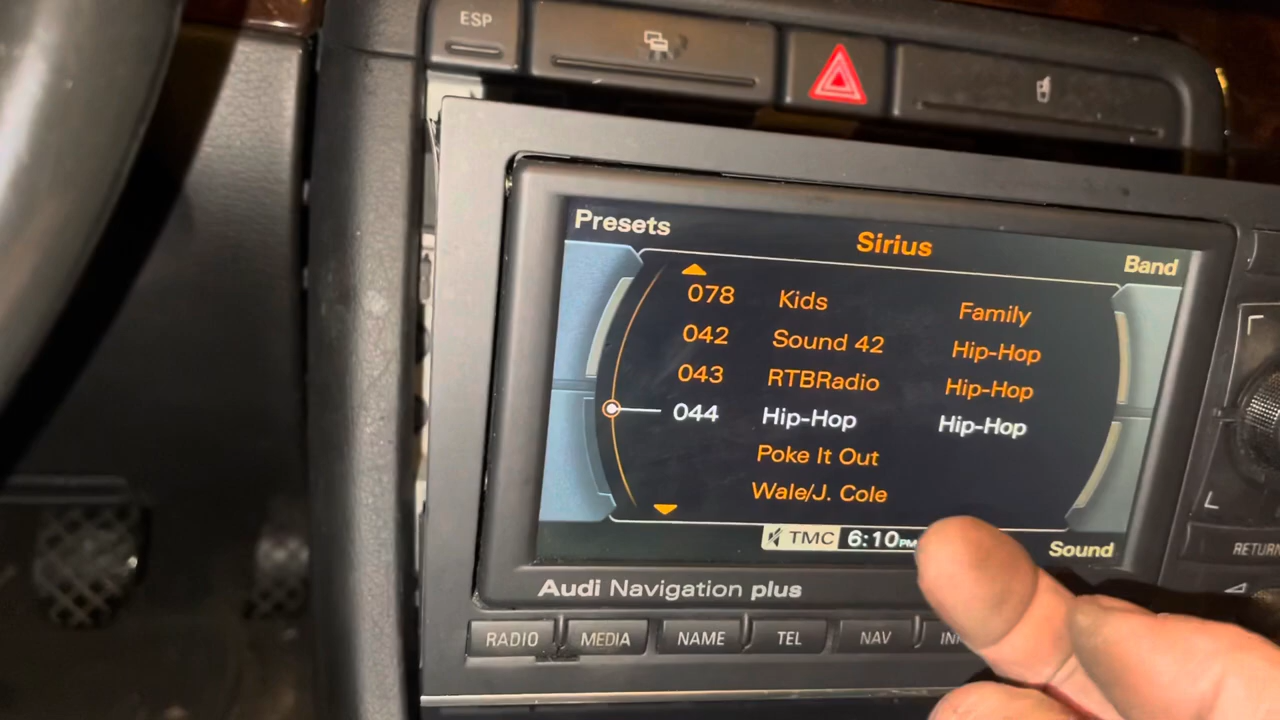 ESP
Presets
Sirius
Band
078 Kids Family
042 Sound 42 Hip-Hop
043 RTBRadio Hip-Hop
044 Hip-Hop Hip-Hop
Poke It Out
Wale/J. Cole
TMC 6:10PM
Sound
RETURN
Audi Navigation plus
RADIO MEDIA NAME TEL NAV